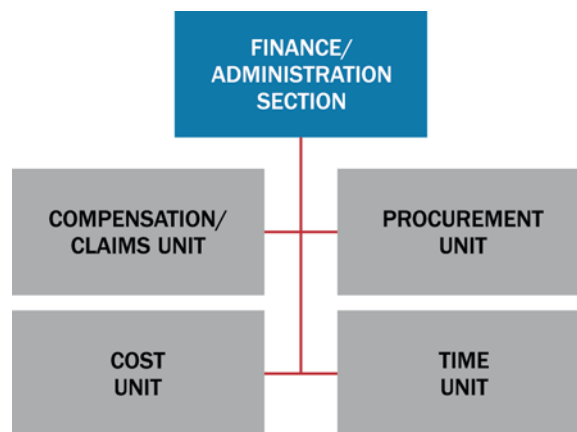 FINANCE/
ADMINISTRATION
SECTION
COMPENSATION/
CLAIMS UNIT
PROCUREMENT
UNIT
COST
UNIT
TIME
UNIT